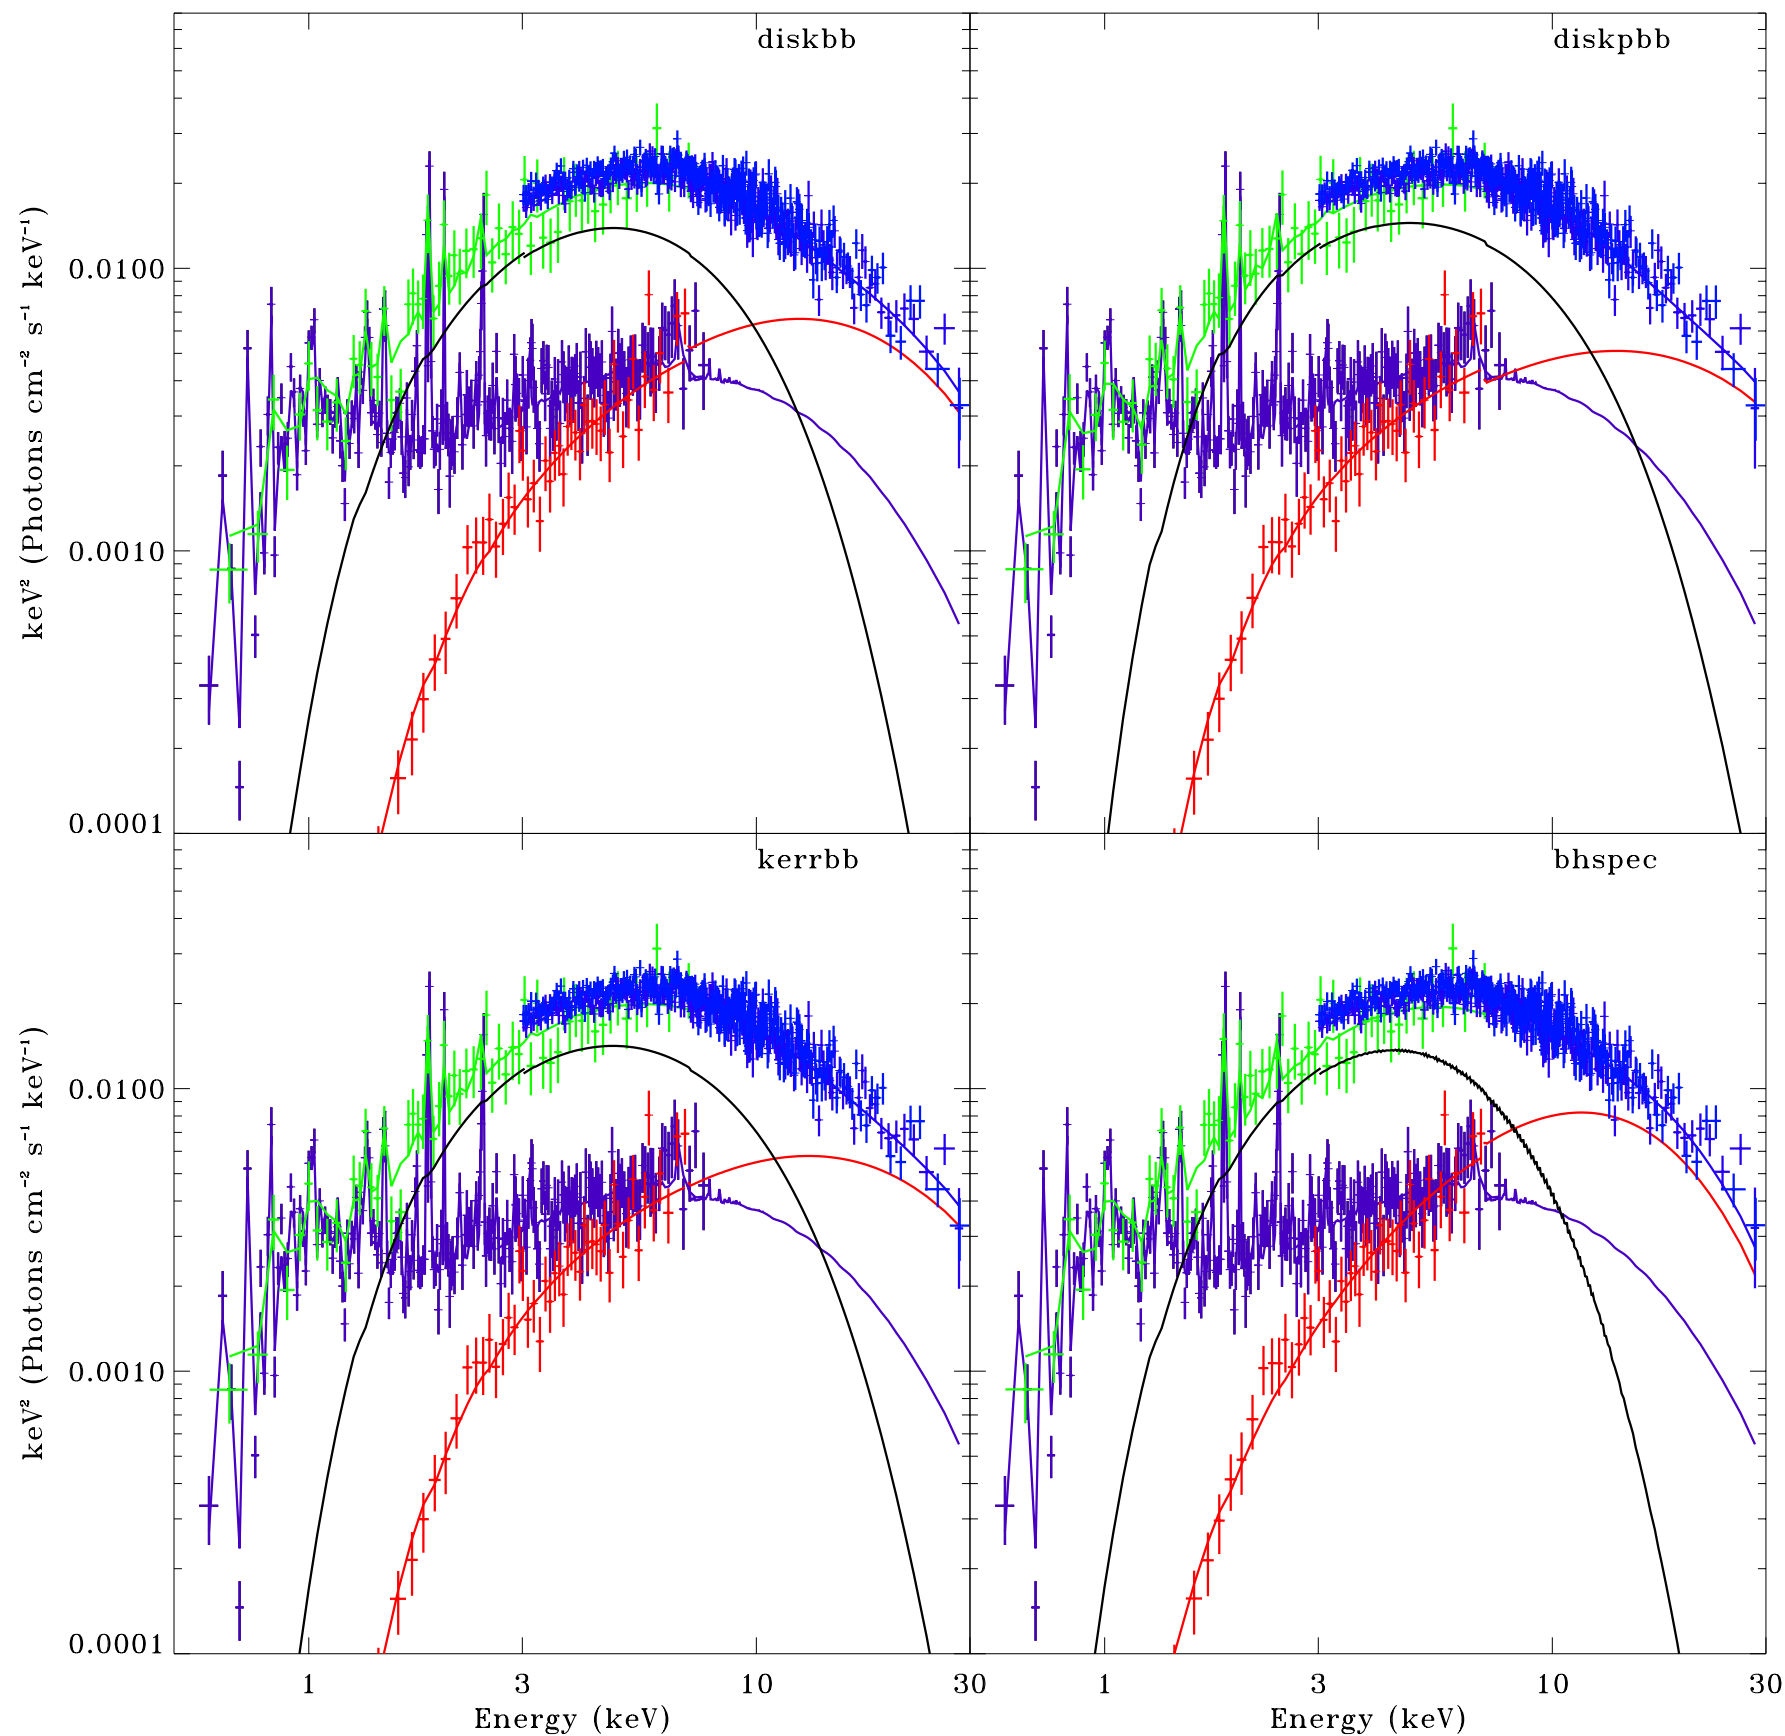 diskbb
diskpbb
keV² (Photons cm⁻² s⁻¹ keV⁻¹)
0.0100
0.0010
0.0001
kerrbb
bhspec
keV² (Photons cm⁻² s⁻¹ keV⁻¹)
0.0100
0.0010
0.0001
1 3 10 30 1 3 10 30
Energy (keV) Energy (keV)